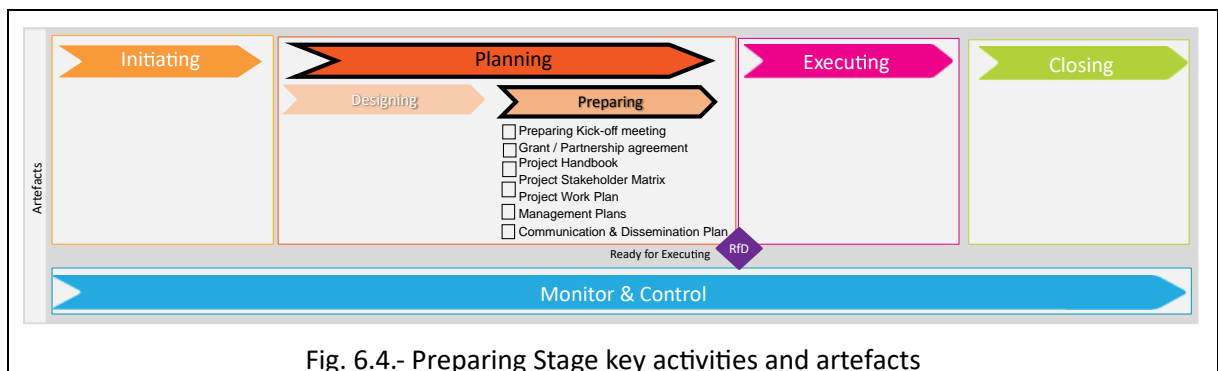 Initiating
Planning
Executing
Closing
Designing
Preparing
Preparing Kick-off meeting
Grant / Partnership agreement
Project Handbook
Project Stakeholder Matrix
Project Work Plan
Management Plans
Communication & Dissemination Plan
Artefacts
Ready for Executing
RfD
Monitor & Control
Fig. 6.4.- Preparing Stage key activities and artefacts